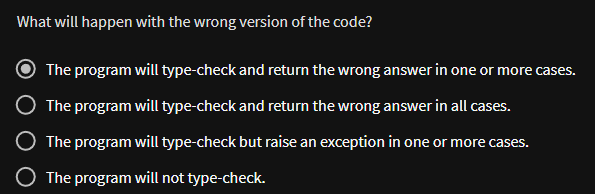 What will happen with the wrong version of the code?
The program will type-check and return the wrong answer in one or more cases.
The program will type-check and return the wrong answer in all cases.
The program will type-check but raise an exception in one or more cases.
The program will not type-check.